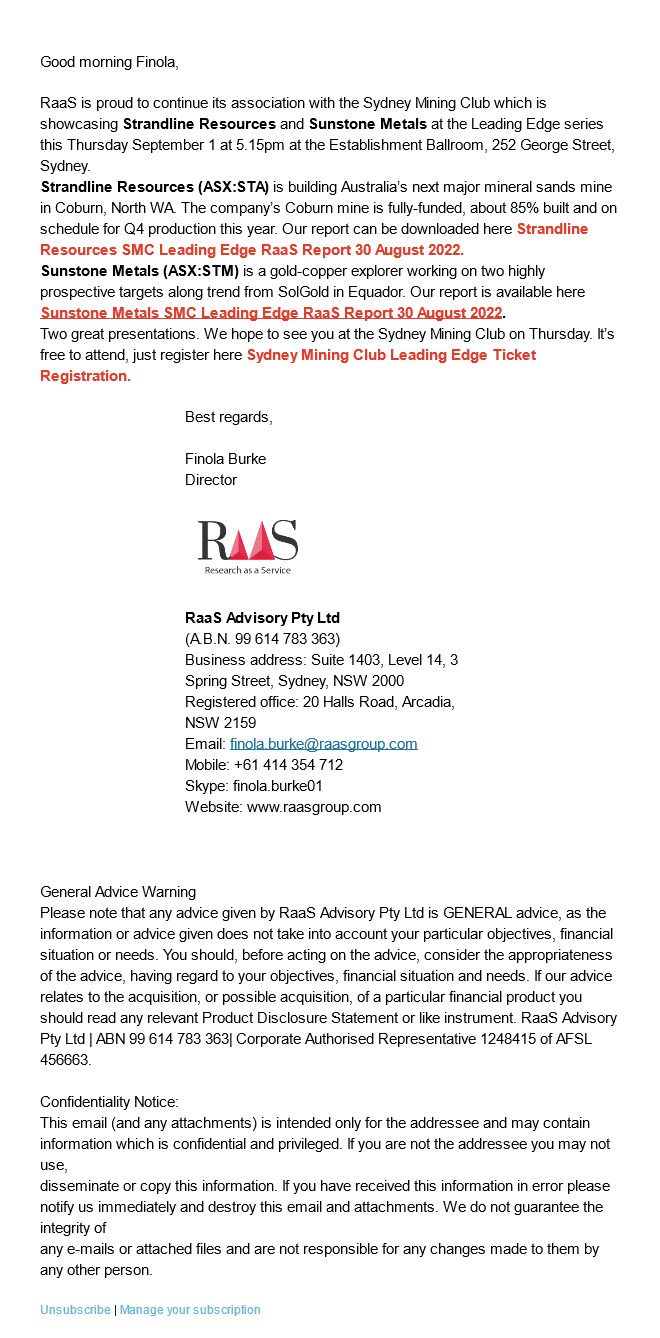 Good morning Finola,
RaaS is proud to continue its association with the Sydney Mining Club which is
showcasing Strandline Resources and Sunstone Metals at the Leading Edge series
this Thursday September 1 at 5.15pm at the Establishment Ballroom, 252 George Street,
Sydney.
Strandline Resources (ASX:STA) is building Australia's next major mineral sands mine
in Coburn, North WA. The company's Coburn mine is fully-funded, about 85% built and on
schedule for Q4 production this year. Our report can be downloaded here Strandline
Resources SMC Leading Edge RaaS Report 30 August 2022.
Sunstone Metals (ASX:STM) is a gold-copper explorer working on two highly
prospective targets along trend from SolGold in Equador. Our report is available here
Sunstone Metals SMC Leading Edge RaaS Report 30 August 2022.
Two great presentations. We hope to see you at the Sydney Mining Club on Thursday. It's
free to attend, just register here Sydney Mining Club Leading Edge Ticket
Registration.
Best regards,
Finola Burke
Director
RaaS
Research as a Service
RaaS Advisory Pty Ltd
(A.B.N. 99 614 783 363)
Business address: Suite 1403, Level 14, 3
Spring Street, Sydney, NSW 2000
Registered office: 20 Halls Road, Arcadia,
NSW 2159
Email: finola.burke@raasgroup.com
Mobile: +61 414 354 712
Skype: finola.burke01
Website: www.raasgroup.com
General Advice Warning
Please note that any advice given by RaaS Advisory Pty Ltd is GENERAL advice, as the
information or advice given does not take into account your particular objectives, financial
situation or needs. You should, before acting on the advice, consider the appropriateness
of the advice, having regard to your objectives, financial situation and needs. If our advice
relates to the acquisition, or possible acquisition, of a particular financial product you
should read any relevant Product Disclosure Statement or like instrument. RaaS Advisory
Pty Ltd | ABN 99 614 783 363| Corporate Authorised Representative 1248415 of AFSL
456663.
Confidentiality Notice:
This email (and any attachments) is intended only for the addressee and may contain
information which is confidential and privileged. If you are not the addressee you may not
use,
disseminate or copy this information. If you have received this information in error please
notify us immediately and destroy this email and attachments. We do not guarantee the
integrity of
any e-mails or attached files and are not responsible for any changes made to them by
any other person.
Unsubscribe | Manage your subscription